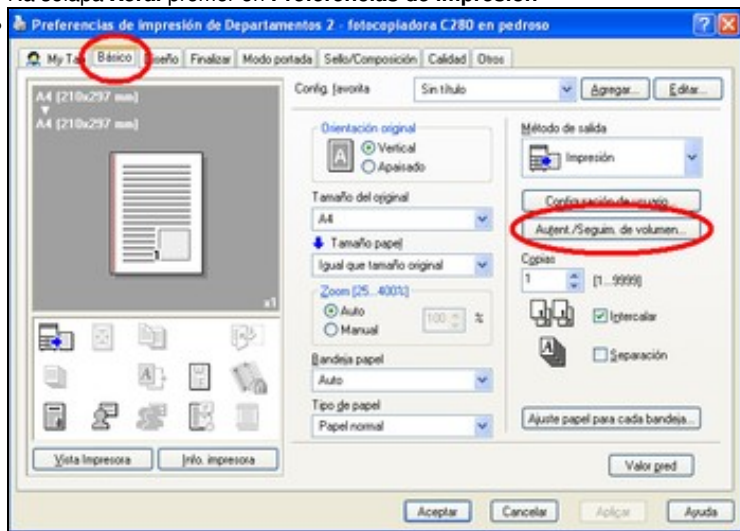 Preferencias de impresión de Departamentos 2 - fotocopiadora C280 en pedroso
My Tab Básico Diseño Finalizar Modo portada Sello/Composición Calidad Otros
A4 (210x297 mm)
A4 (210x297 mm)
x1
Vista Impresora Info. impresora
Config. favorita Sin título Agregar... Editar...
Orientación original
A
Vertical
Apaisado
Tamaño del original
A4
Tamaño papel
Igual que tamaño original
Zoom [25...400%]
Auto
Manual
100 %
Bandeja papel
Auto
Tipo de papel
Papel normal
Método de salida
Impresión
Configuración de usuario...
Autent./Seguim. de volumen...
Copias
1 [1...9999]
Intercalar
Separación
Ajuste papel para cada bandeja...
Valor pred
Aceptar Cancelar Aplicar Ayuda